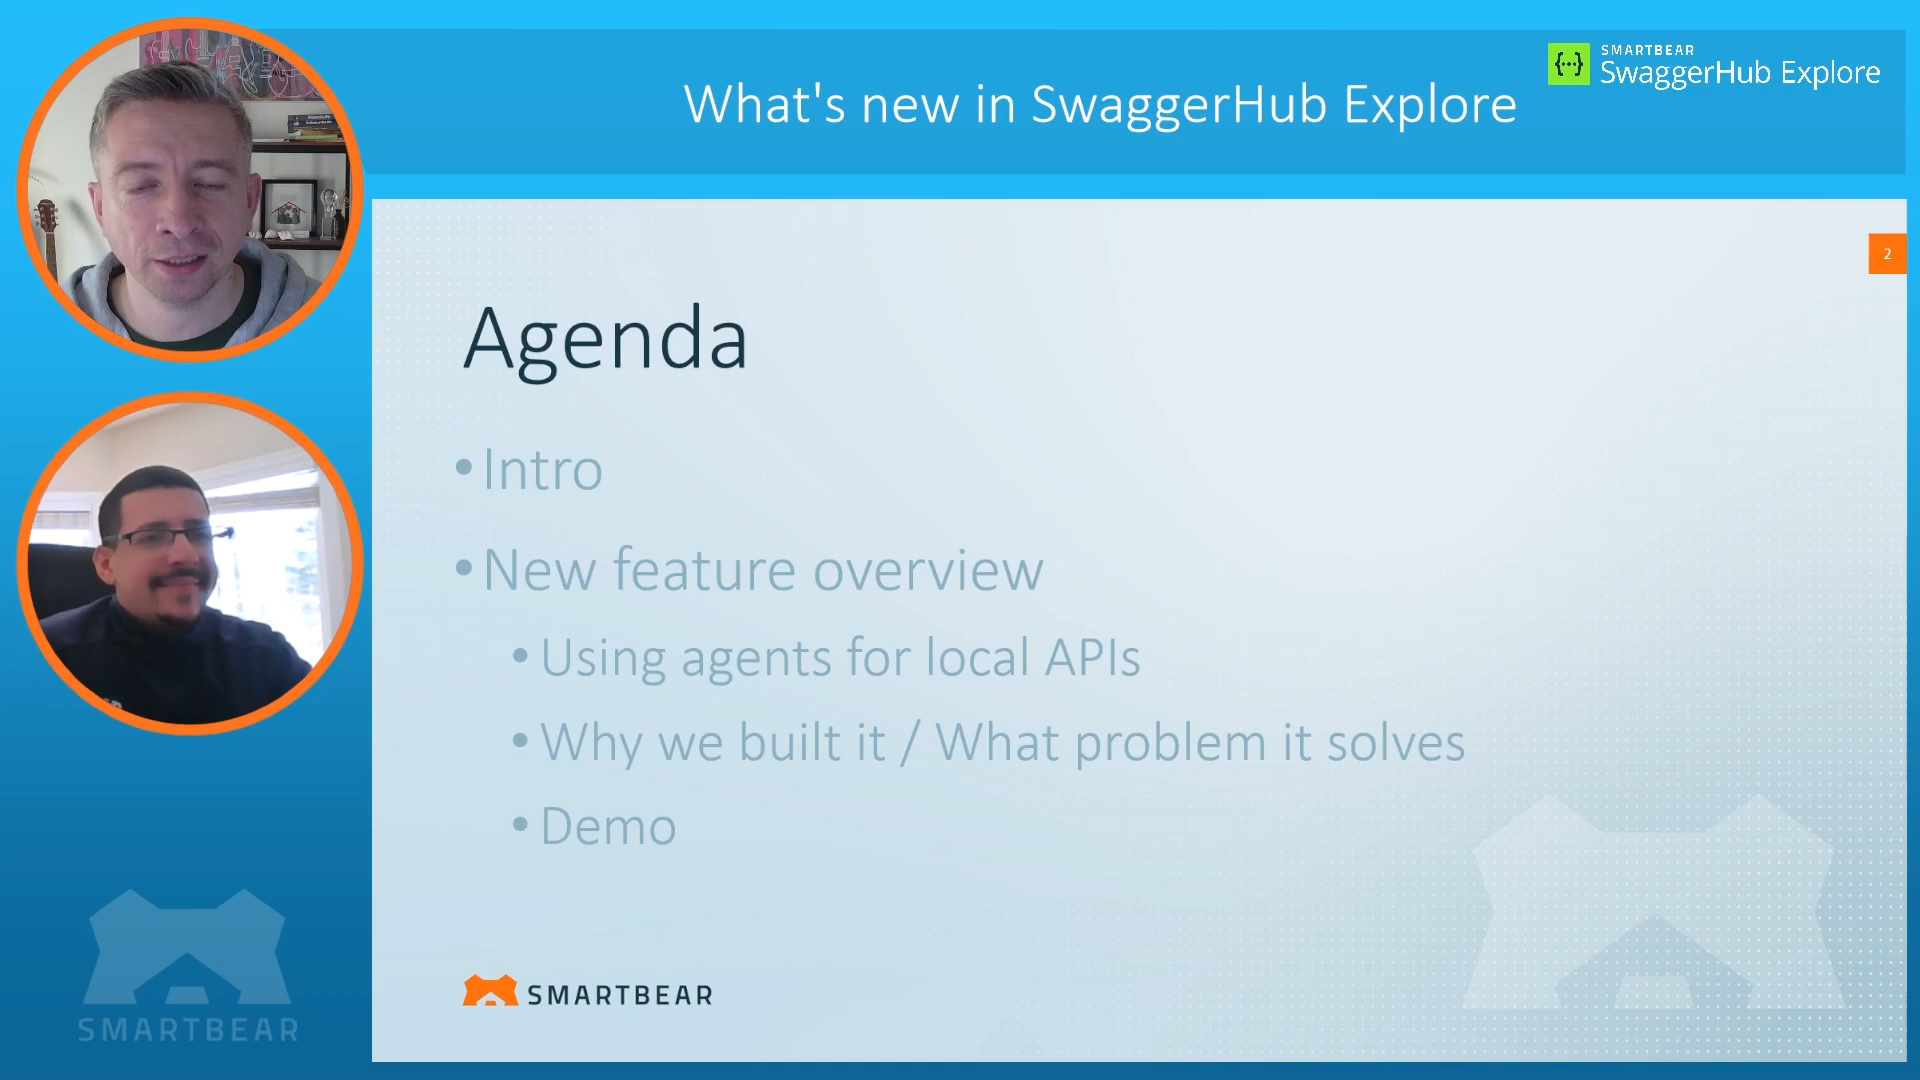 What's new in SwaggerHub Explore
{···}
SMARTBEAR
SwaggerHub Explore
2
Agenda
•Intro
•New feature overview
•Using agents for local APIs
•Why we built it / What problem it solves
•Demo
SMARTBEAR
SMARTBEAR